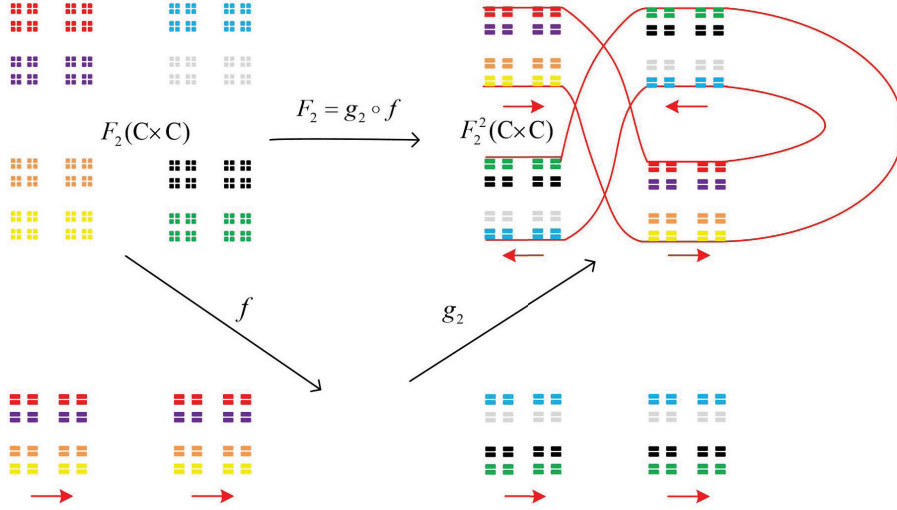 F₂(C×C)
F₂ = g₂ ∘ f
F₂²(C×C)
f
g₂